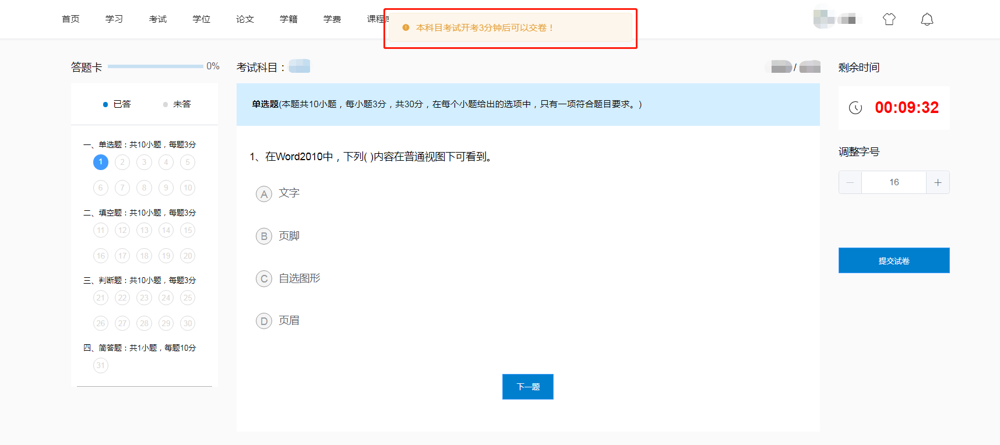 首页 学习 考试 学位 论文 学籍 学费 课程
本科目考试开考3分钟后可以交卷！
答题卡 0%
已答 未答
一、单选题：共10小题，每题3分
1 2 3 4 5
6 7 8 9 10
二、填空题：共10小题，每题3分
11 12 13 14 15
16 17 18 19 20
三、判断题：共10小题，每题3分
21 22 23 24 25
26 27 28 29 30
四、简答题：共1小题，每题10分
31
考试科目：
/
单选题(本题共10小题，每小题3分，共30分，在每个小题给出的选项中，只有一项符合题目要求。)
1、在Word2010中，下列( )内容在普通视图下可看到。
A 文字
B 页脚
C 自选图形
D 页眉
下一题
剩余时间
00:09:32
调整字号
16
提交试卷